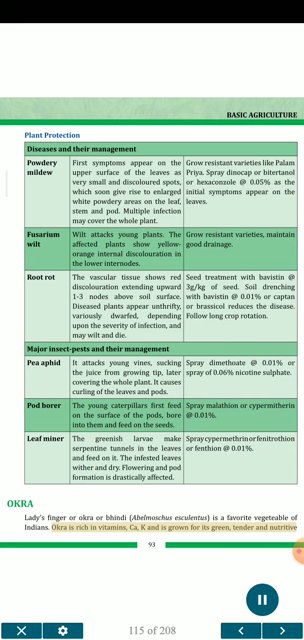 BASIC AGRICULTURE
Plant Protection
Diseases and their management
Powdery mildew
First symptoms appear on the
upper surface of the leaves as
very small and discoloured spots,
which soon give rise to enlarged
white powdery areas on the leaf,
stem and pod. Multiple infection
may cover the whole plant.
Grow resistant varieties like Palam
Priya. Spray dinocap or bitertanol
or hexaconzole @ 0.05% as the
initial symptoms appear on the
leaves.
Fusarium wilt
Wilt attacks young plants. The
affected plants show yellow-
orange internal discolouration in
the lower internodes.
Grow resistant varieties, maintain
good drainage.
Root rot
The vascular tissue shows red
discolouration extending upward
1-3 nodes above soil surface.
Diseased plants appear unthrifty,
variously dwarfed, depending
upon the severity of infection, and
may wilt and die.
Seed treatment with bavistin @
3g/kg of seed. Soil drenching
with bavistin @ 0.01% or captan
or brassicol reduces the disease.
Follow long crop rotation.
Major insect-pests and their management
Pea aphid
It attacks young vines, sucking
the juice from growing tip, later
covering the whole plant. It causes
curling of the leaves and pods.
Spray dimethoate @ 0.01% or
spray of 0.06% nicotine sulphate.
Pod borer
The young caterpillars first feed
on the surface of the pods, bore
into them and feed on the seeds.
Spray malathion or cypermitherin
@ 0.01%.
Leaf miner
The greenish larvae make
serpentine tunnels in the leaves
and feed on it. The infested leaves
wither and dry. Flowering and pod
formation is drastically affected.
Spray cypermethrin or fenitrothion
or fenthion @ 0.01%.
OKRA
Lady's finger or okra or bhindi (Abelmoschus esculentus) is a favorite vegeteable of
Indians. Okra is rich in vitamins, Ca, K and is grown for its green, tender and nutritive
93
115 of 208